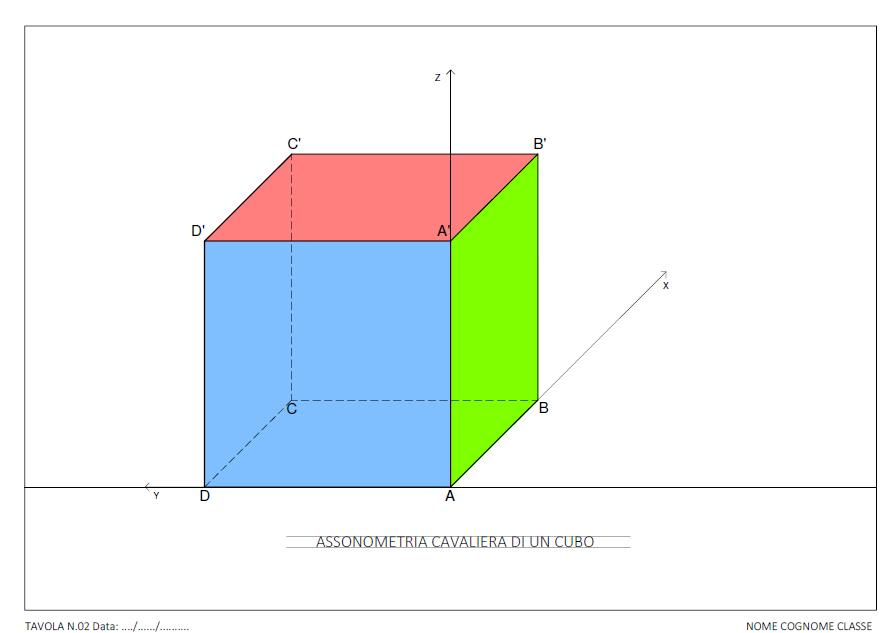 Z
C' B'
D' A'
X
C B
Y D A
ASSONOMETRIA CAVALIERA DI UN CUBO
TAVOLA N.02 Data: ..../....../.......... NOME COGNOME CLASSE